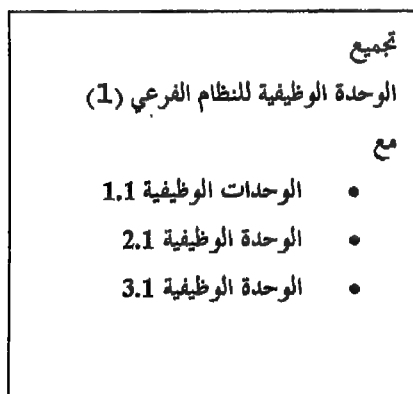 تجميع
الوحدة الوظيفية للنظام الفرعي (1)
مع
• الوحدات الوظيفية 1.1
• الوحدة الوظيفية 2.1
• الوحدة الوظيفية 3.1